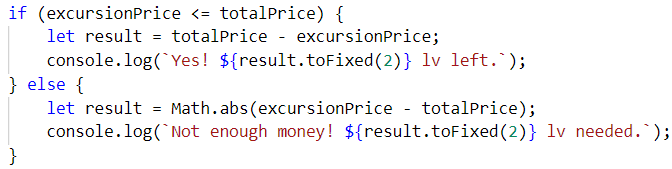 if (excursionPrice <= totalPrice) {
    let result = totalPrice - excursionPrice;
    console.log(`Yes! ${result.toFixed(2)} lv left.`);
} else {
    let result = Math.abs(excursionPrice - totalPrice);
    console.log(`Not enough money! ${result.toFixed(2)} lv needed.`);
}